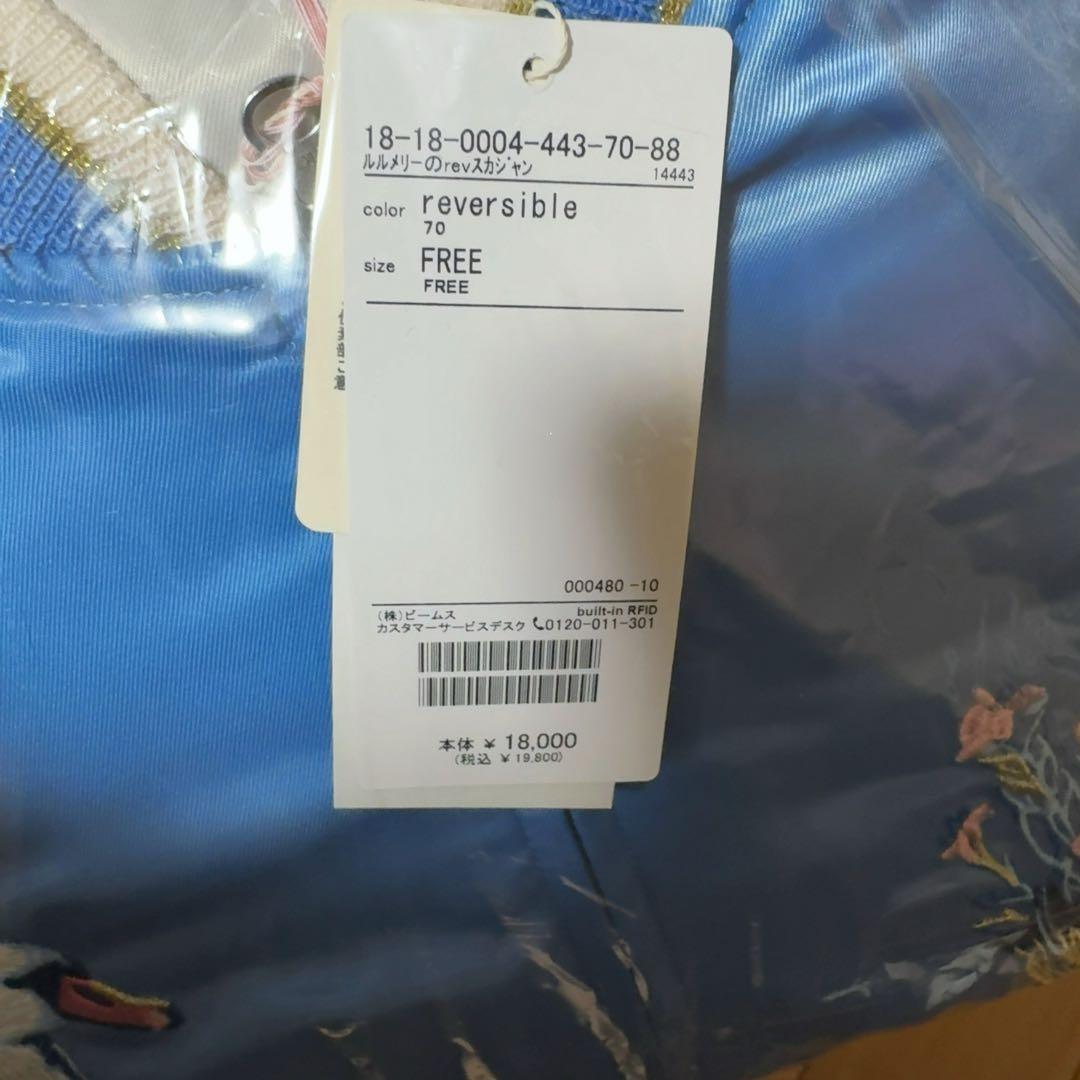 18-18-0004-443-70-88
ﾙﾙﾒﾘｰのrevｽｶｼﾞｬﾝ 14443
color reversible
70
size FREE
FREE
000480 -10
(株)ビームス built-in RFID
カスタマーサービスデスク 0120-011-301
本体 ¥ 18,000
(税込 ¥ 19,800)